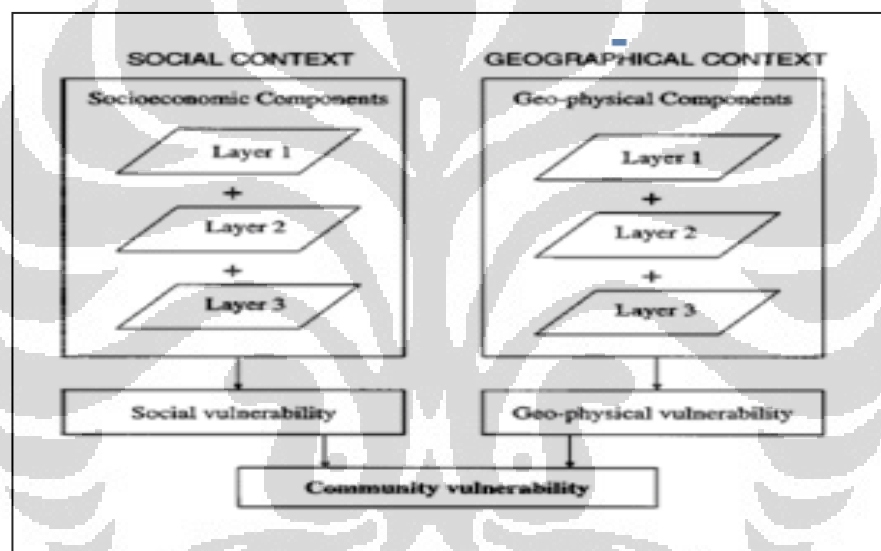 SOCIAL CONTEXT
Socioeconomic Components
Layer 1
+
Layer 2
+
Layer 3
Social vulnerability
GEOGRAPHICAL CONTEXT
Geo-physical Components
Layer 1
+
Layer 2
+
Layer 3
Geo-physical vulnerability
Community vulnerability